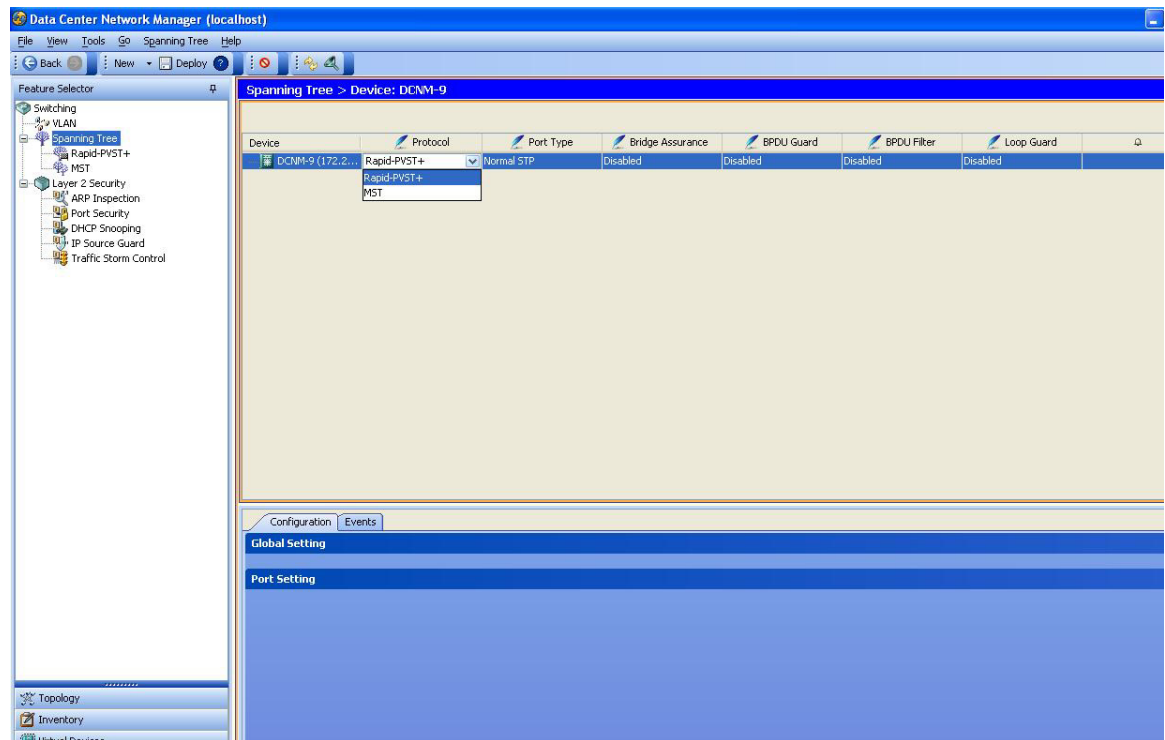 Data Center Network Manager (localhost)
File View Tools Go Spanning Tree Help
Back New Deploy ?
Feature Selector
Switching
VLAN
Spanning Tree
Rapid-PVST+
MST
Layer 2 Security
ARP Inspection
Port Security
DHCP Snooping
IP Source Guard
Traffic Storm Control
Topology
Inventory
Virtual Devices
Spanning Tree > Device: DCNM-9
Device Protocol Port Type Bridge Assurance BPDU Guard BPDU Filter Loop Guard
DCNM-9 (172.2... Rapid-PVST+ Normal STP Disabled Disabled Disabled Disabled
Rapid-PVST+
MST
Configuration Events
Global Setting
Port Setting